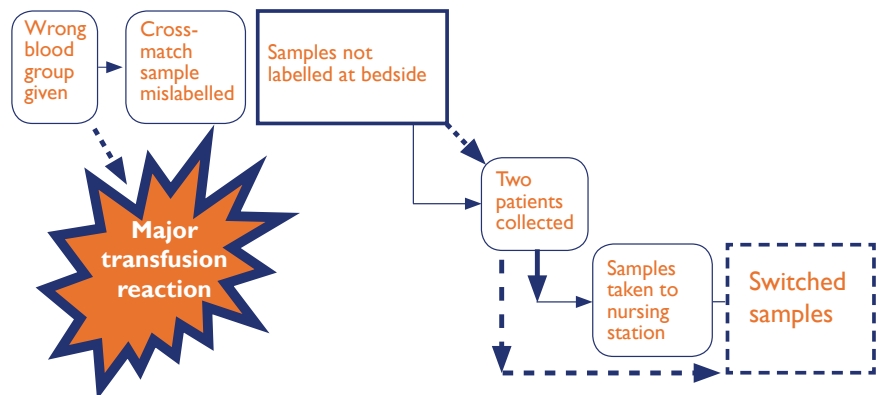 Wrong
blood
group
given
Cross-
match
sample
mislabelled
Samples not
labelled at bedside
Major
transfusion
reaction
Two
patients
collected
Samples
taken to
nursing
station
Switched
samples